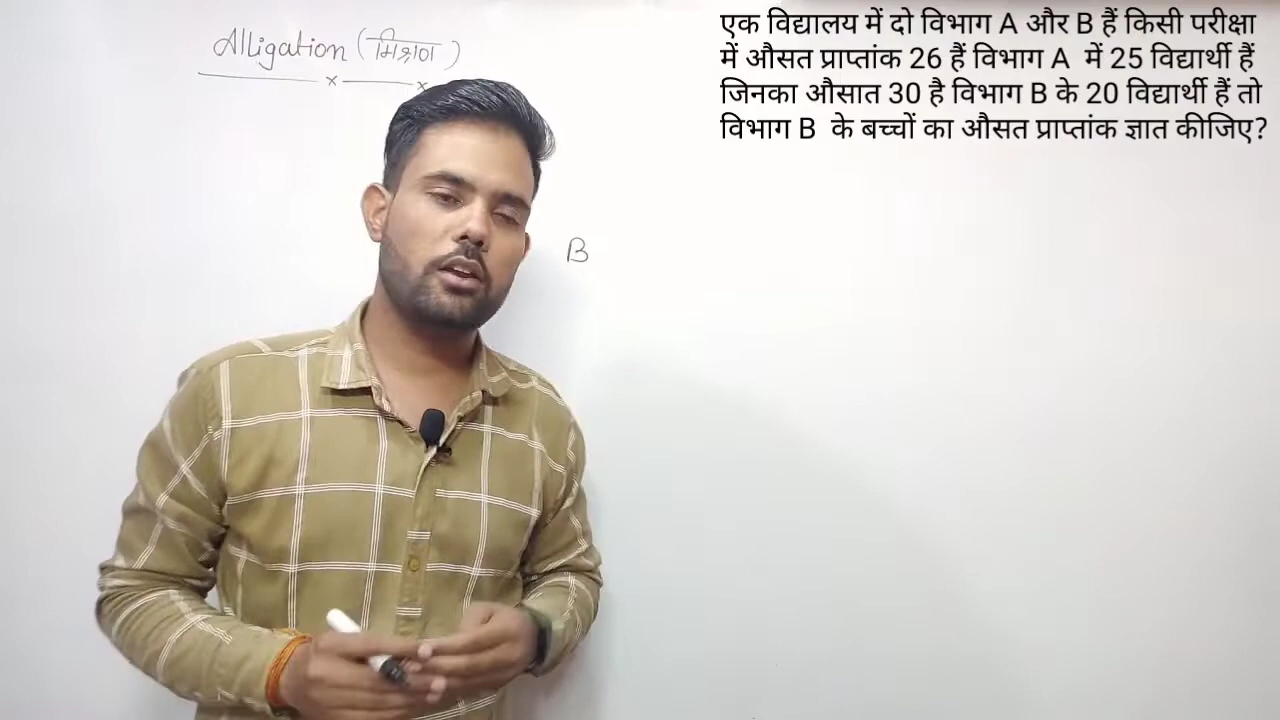 Alligation (मिश्रण)
एक विद्यालय में दो विभाग A और B हैं किसी परीक्षा
में औसत प्राप्तांक 26 हैं विभाग A में 25 विद्यार्थी हैं
जिनका औसात 30 है विभाग B के 20 विद्यार्थी हैं तो
विभाग B के बच्चों का औसत प्राप्तांक ज्ञात कीजिए?
B